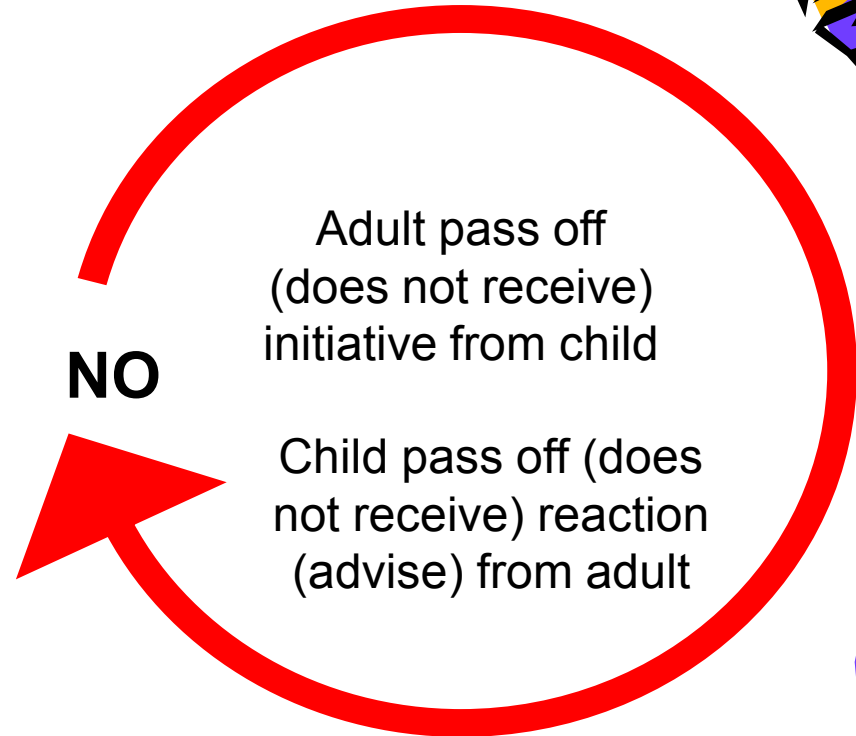 Adult pass off
(does not receive)
initiative from child
NO
Child pass off (does
not receive) reaction
(advise) from adult